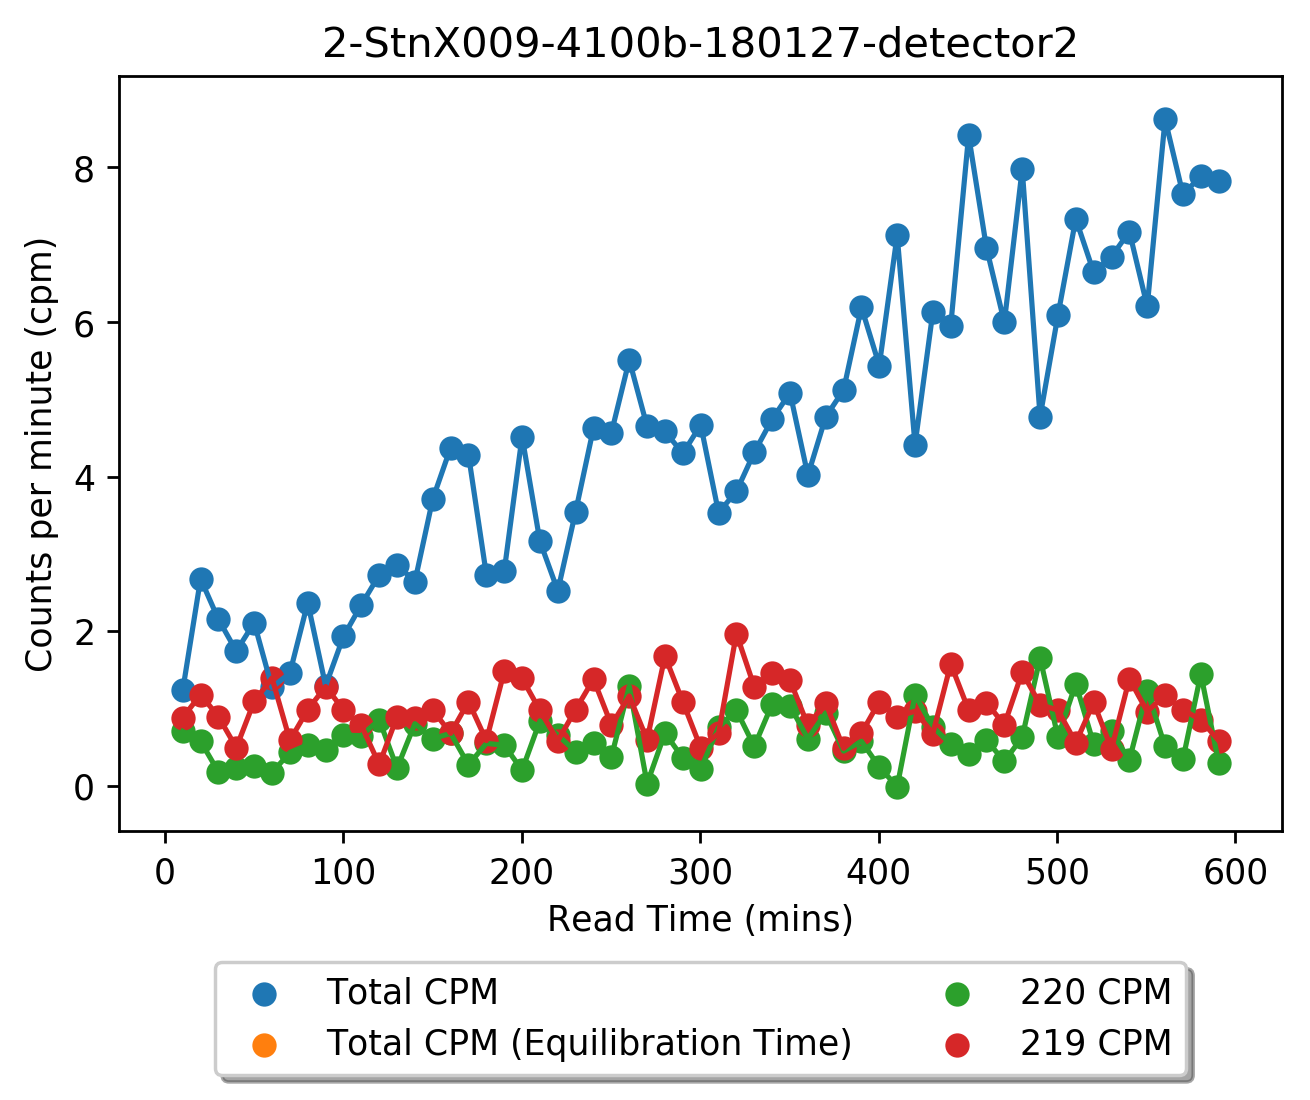 2-StnX009-4100b-180127-detector2
Counts per minute (cpm)
8
6
4
2
0
0 100 200 300 400 500 600
Read Time (mins)
Total CPM 220 CPM
Total CPM (Equilibration Time) 219 CPM